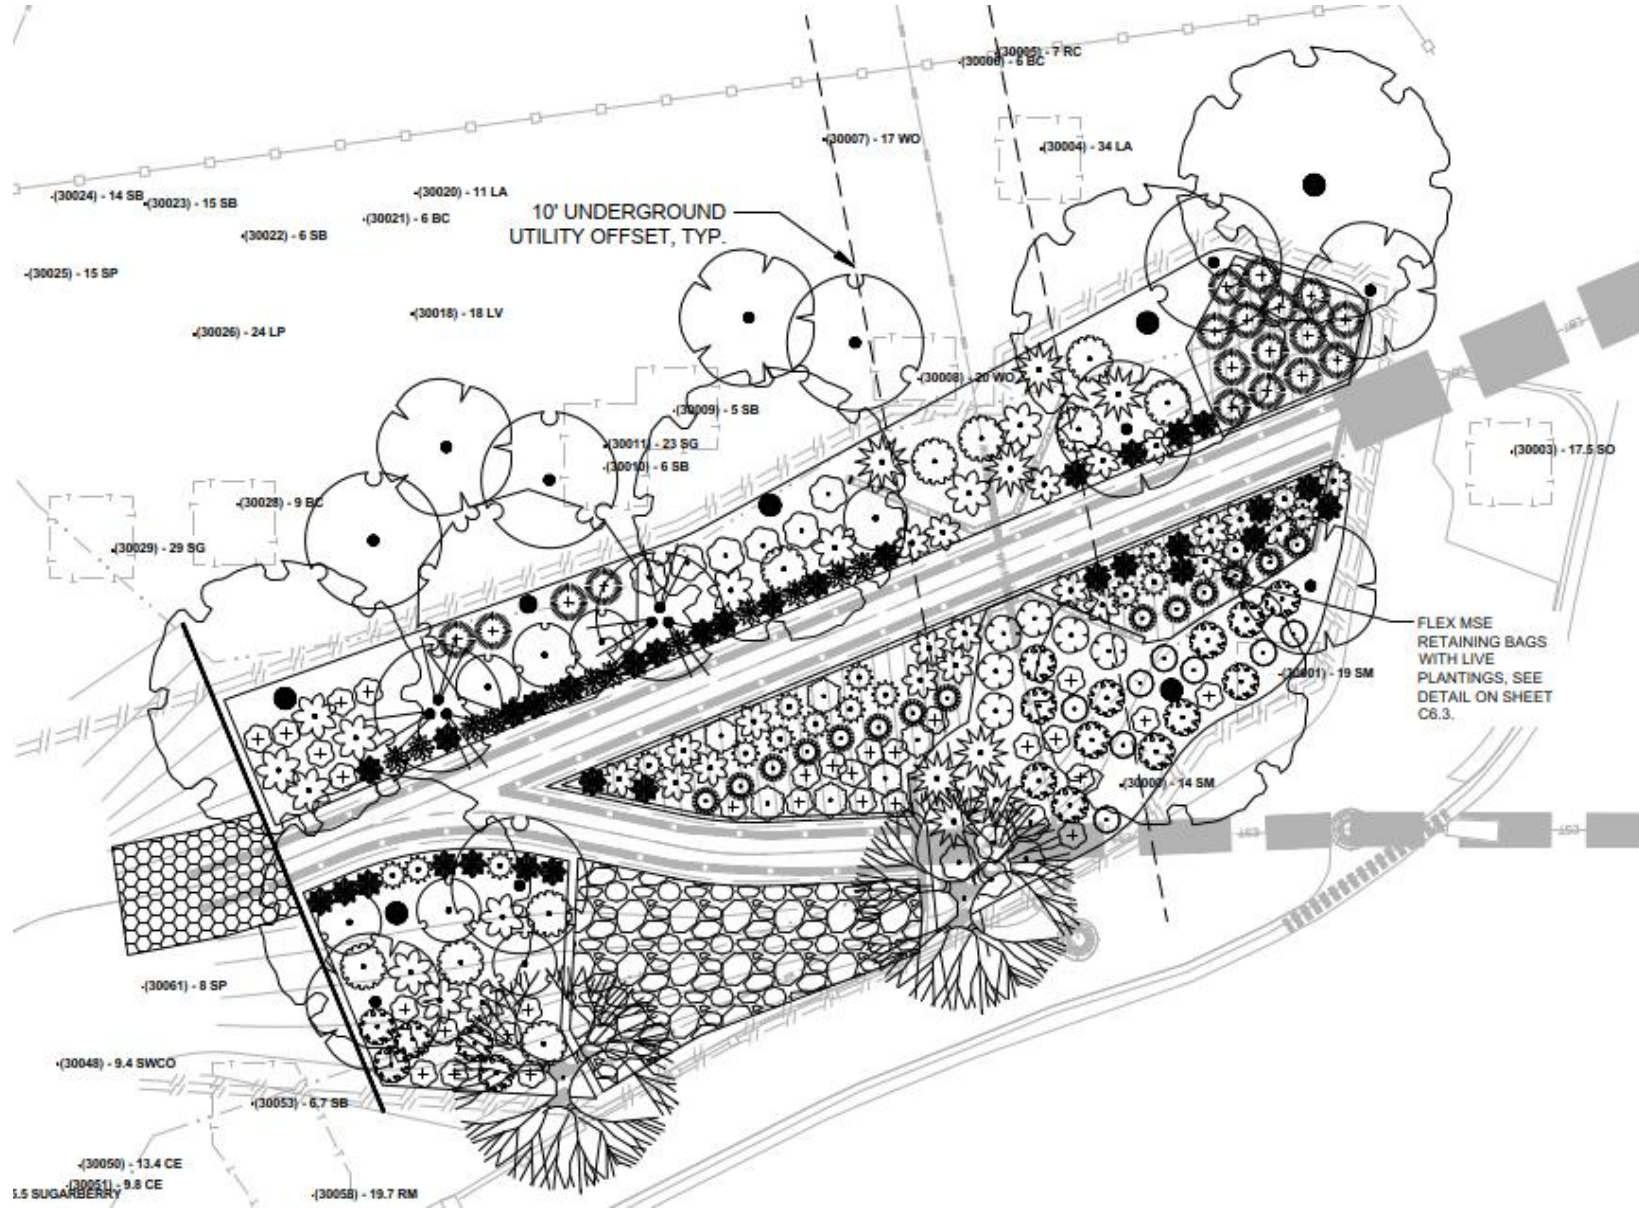 (30005) - 7 RC
(30006) - 6 BC
(30007) - 17 WO
(30004) - 34 LA
(30024) - 14 SB
(30023) - 15 SB
(30020) - 11 LA
(30021) - 6 BC
(30022) - 6 SB
10' UNDERGROUND
UTILITY OFFSET, TYP.
(30025) - 15 SP
(30018) - 18 LV
(30026) - 24 LP
(30008) - 20 WO
(30009) - 5 SB
(30011) - 23 SG
(30010) - 6 SB
(30003) - 17.5 SO
(30028) - 9 BC
(30029) - 29 SG
FLEX MSE
RETAINING BAGS
WITH LIVE
PLANTINGS, SEE
DETAIL ON SHEET
C6.3.
(30001) - 19 SM
(30000) - 14 SM
EST
EST
(30061) - 8 SP
(30048) - 9.4 SWCO
(30053) - 6.7 SB
(30050) - 13.4 CE
(30051) - 9.8 CE
5.5 SUGARBERRY
(30058) - 19.7 RM